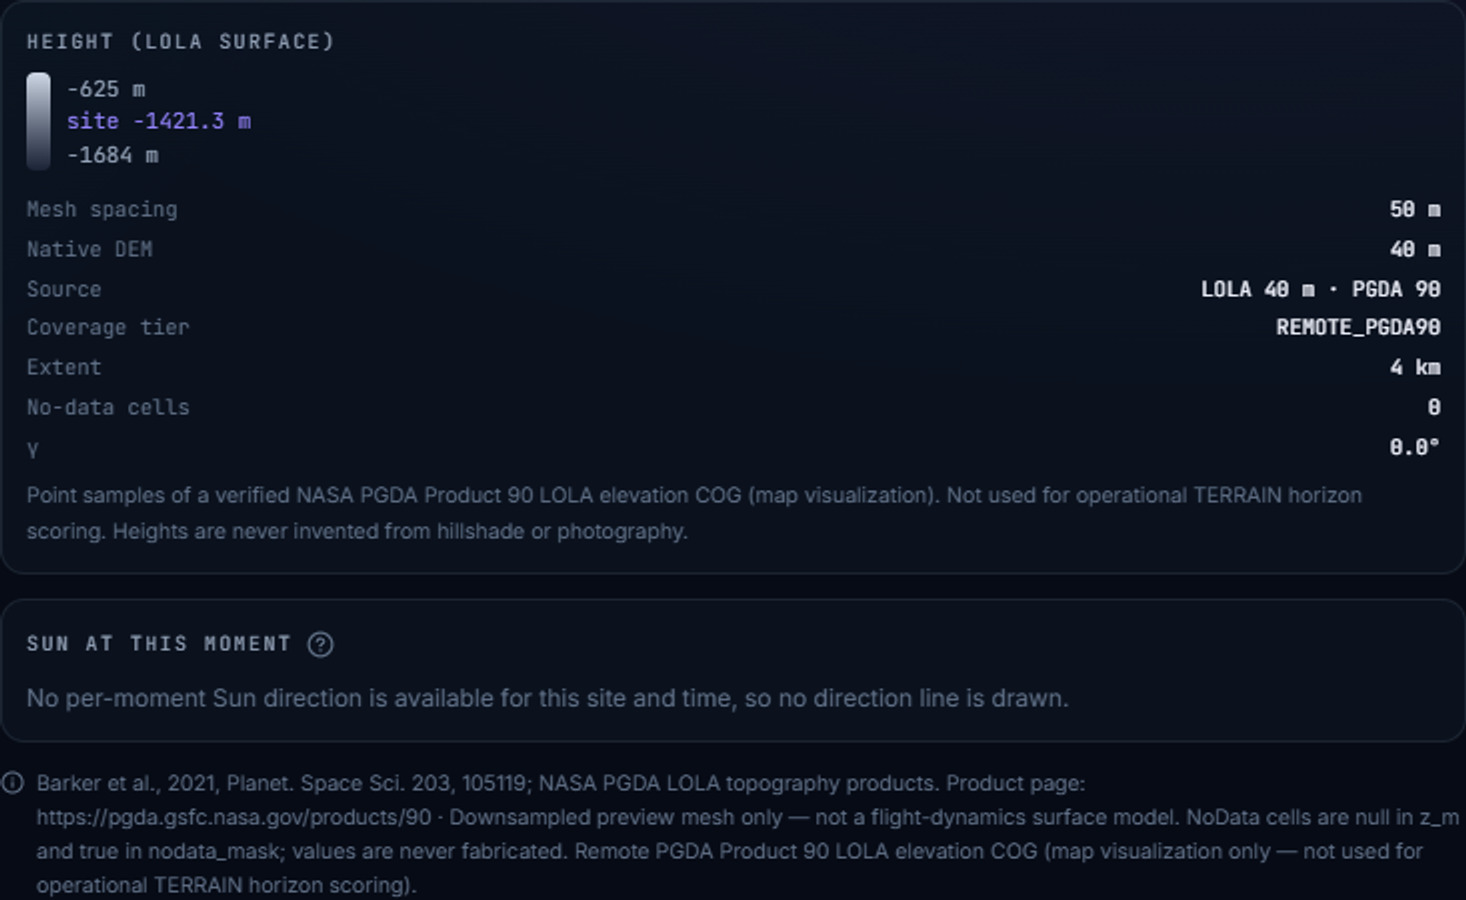 HEIGHT (LOLA SURFACE)
-625 m
site -1421.3 m
-1684 m
Mesh spacing 50 m
Native DEM 40 m
Source LOLA 40 m · PGDA 90
Coverage tier REMOTE_PGDA90
Extent 4 km
No-data cells 0
γ 0.0°
Point samples of a verified NASA PGDA Product 90 LOLA elevation COG (map visualization). Not used for operational TERRAIN horizon
scoring. Heights are never invented from hillshade or photography.
SUN AT THIS MOMENT ?
No per-moment Sun direction is available for this site and time, so no direction line is drawn.
Barker et al., 2021, Planet. Space Sci. 203, 105119; NASA PGDA LOLA topography products. Product page:
https://pgda.gsfc.nasa.gov/products/90 · Downsampled preview mesh only — not a flight-dynamics surface model. NoData cells are null in z_m
and true in nodata_mask; values are never fabricated. Remote PGDA Product 90 LOLA elevation COG (map visualization only — not used for
operational TERRAIN horizon scoring).